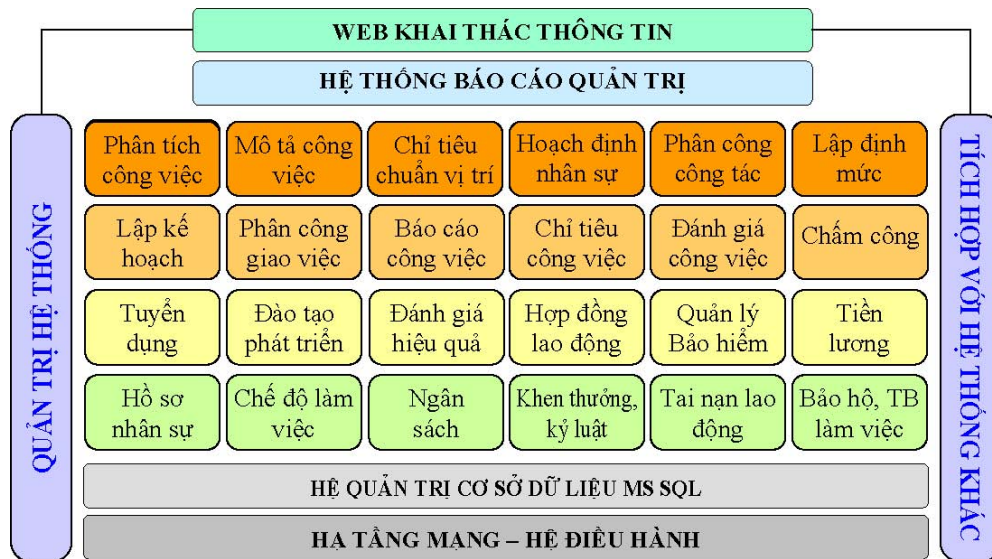 WEB KHAI THÁC THÔNG TIN
HỆ THỐNG BÁO CÁO QUẢN TRỊ
QUẢN TRỊ HỆ THỐNG
Phân tích
công việc
Mô tả công
việc
Chỉ tiêu
chuẩn vị trí
Hoạch định
nhân sự
Phân công
công tác
Lập định
mức
Lập kế
hoạch
Phân công
giao việc
Báo cáo
công việc
Chỉ tiêu
công việc
Đánh giá
công việc
Chấm công
Tuyển
dụng
Đào tạo
phát triển
Đánh giá
hiệu quả
Hợp đồng
lao động
Quản lý
Bảo hiểm
Tiền
lương
Hồ sơ
nhân sự
Chế độ làm
việc
Ngân
sách
Khen thưởng,
kỷ luật
Tai nạn lao
động
Bảo hộ, TB
làm việc
TÍCH HỢP VỚI HỆ THỐNG KHÁC
HỆ QUẢN TRỊ CƠ SỞ DỮ LIỆU MS SQL
HẠ TẦNG MẠNG – HỆ ĐIỀU HÀNH